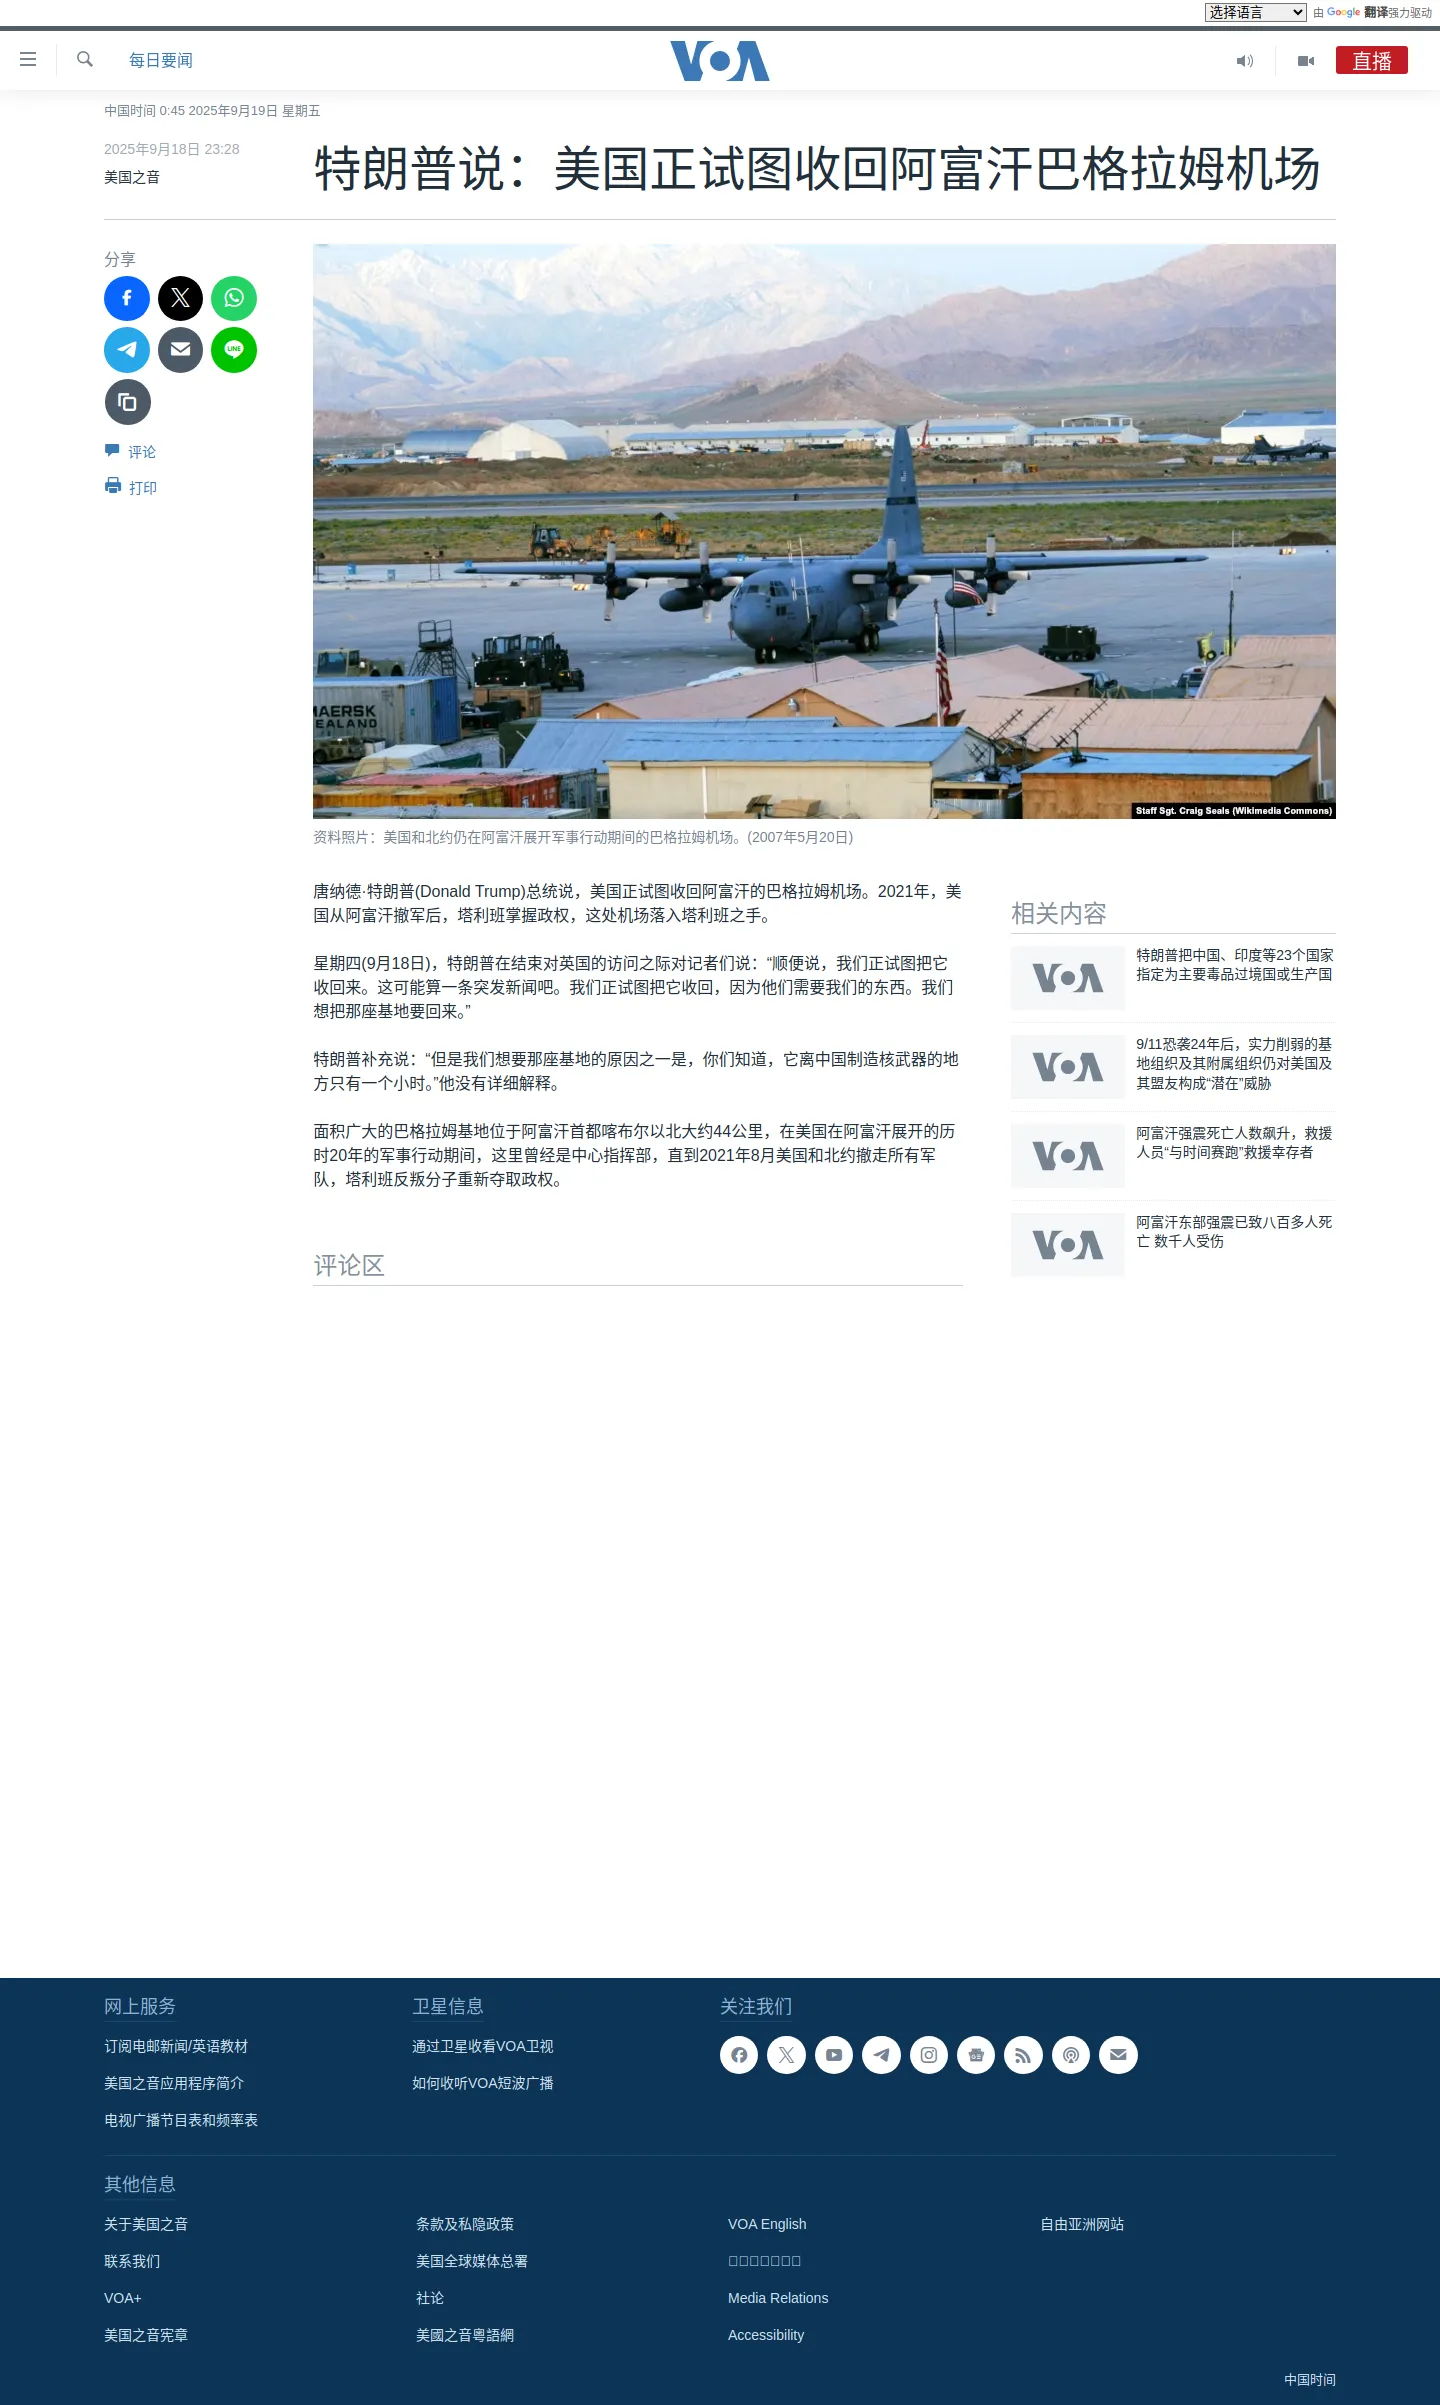 选择语言
由 Google 翻译强力驱动
每日要闻
VOA
直播
中国时间 0:45 2025年9月19日 星期五
2025年9月18日 23:28
美国之音
特朗普说：美国正试图收回阿富汗巴格拉姆机场
分享
LINE
评论
打印
MAERSK
SEALAND
Staff Sgt. Craig Seals (Wikimedia Commons)
资料照片：美国和北约仍在阿富汗展开军事行动期间的巴格拉姆机场。(2007年5月20日)
唐纳德·特朗普(Donald Trump)总统说，美国正试图收回阿富汗的巴格拉姆机场。2021年，美
国从阿富汗撤军后，塔利班掌握政权，这处机场落入塔利班之手。
星期四(9月18日)，特朗普在结束对英国的访问之际对记者们说：“顺便说，我们正试图把它
收回来。这可能算一条突发新闻吧。我们正试图把它收回，因为他们需要我们的东西。我们
想把那座基地要回来。”
特朗普补充说：“但是我们想要那座基地的原因之一是，你们知道，它离中国制造核武器的地
方只有一个小时。”他没有详细解释。
面积广大的巴格拉姆基地位于阿富汗首都喀布尔以北大约44公里，在美国在阿富汗展开的历
时20年的军事行动期间，这里曾经是中心指挥部，直到2021年8月美国和北约撤走所有军
队，塔利班反叛分子重新夺取政权。
评论区
相关内容
VOA
特朗普把中国、印度等23个国家
指定为主要毒品过境国或生产国
VOA
9/11恐袭24年后，实力削弱的基
地组织及其附属组织仍对美国及
其盟友构成“潜在”威胁
VOA
阿富汗强震死亡人数飙升，救援
人员“与时间赛跑”救援幸存者
VOA
阿富汗东部强震已致八百多人死
亡 数千人受伤
网上服务
订阅电邮新闻/英语教材
美国之音应用程序简介
电视广播节目表和频率表
卫星信息
通过卫星收看VOA卫视
如何收听VOA短波广播
关注我们
其他信息
关于美国之音
联系我们
VOA+
美国之音宪章
条款及私隐政策
美国全球媒体总署
社论
美國之音粵語網
VOA English
Media Relations
Accessibility
自由亚洲网站
中国时间